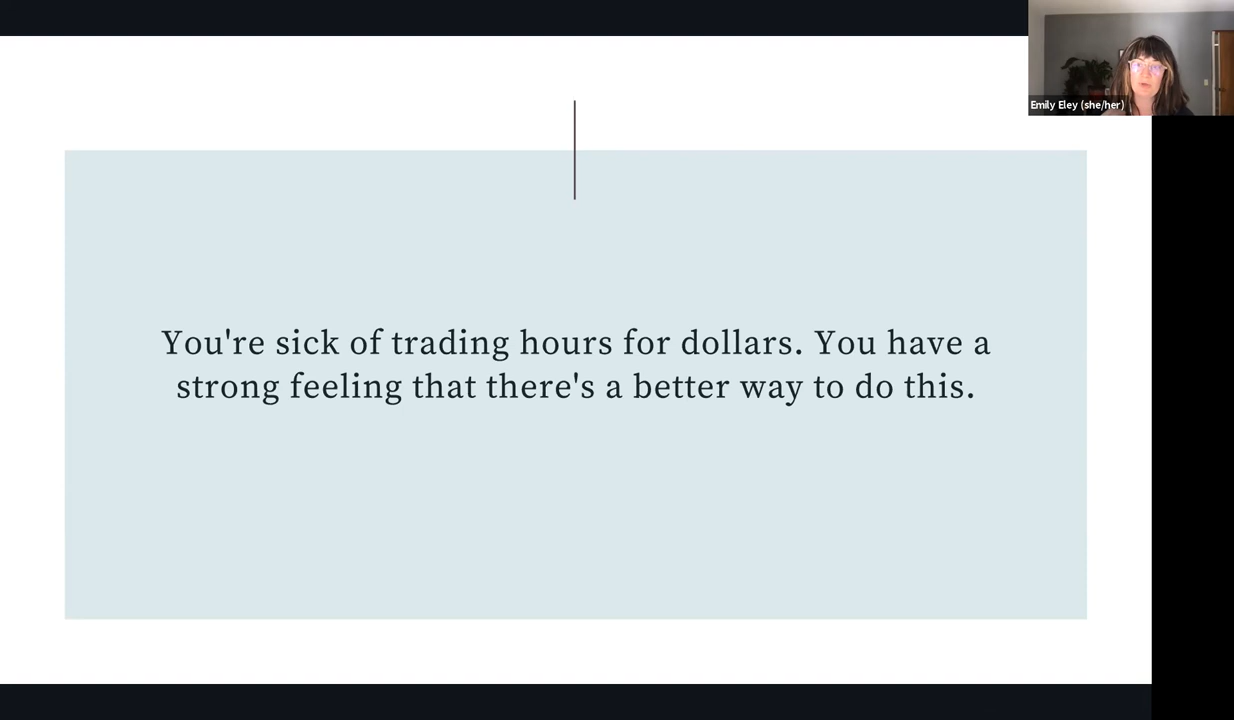 Emily Eley (she/her)
You're sick of trading hours for dollars. You have a
strong feeling that there's a better way to do this.